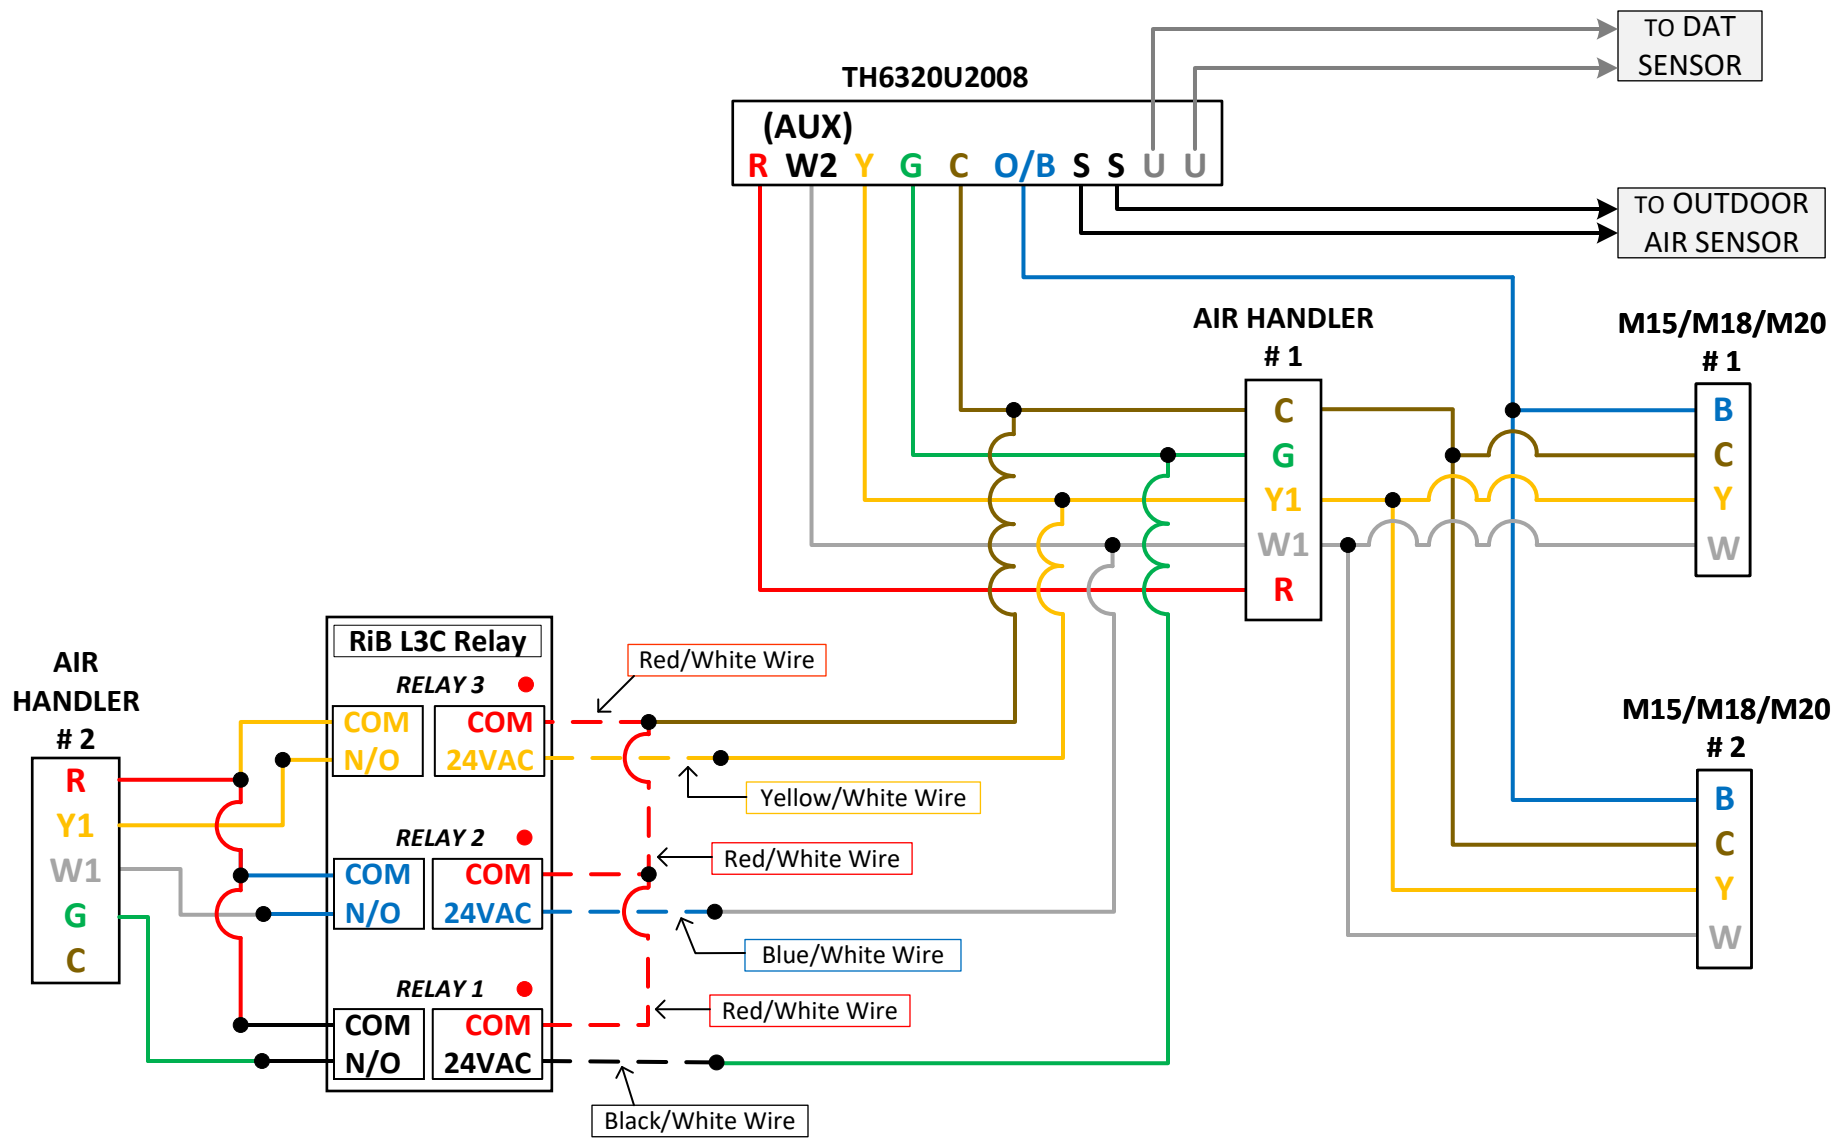 TO DAT
SENSOR
TH6320U2008
(AUX)
R W2 Y G C O/B S S U U
TO OUTDOOR
AIR SENSOR
AIR HANDLER
# 1
C
G
Y1
W1
R
M15/M18/M20
# 1
B
C
Y
W
M15/M18/M20
# 2
B
C
Y
W
AIR
HANDLER
# 2
R
Y1
W1
G
C
RiB L3C Relay
RELAY 3
COM COM
N/O 24VAC
RELAY 2
COM COM
N/O 24VAC
RELAY 1
COM COM
N/O 24VAC
Red/White Wire
Yellow/White Wire
Red/White Wire
Blue/White Wire
Red/White Wire
Black/White Wire